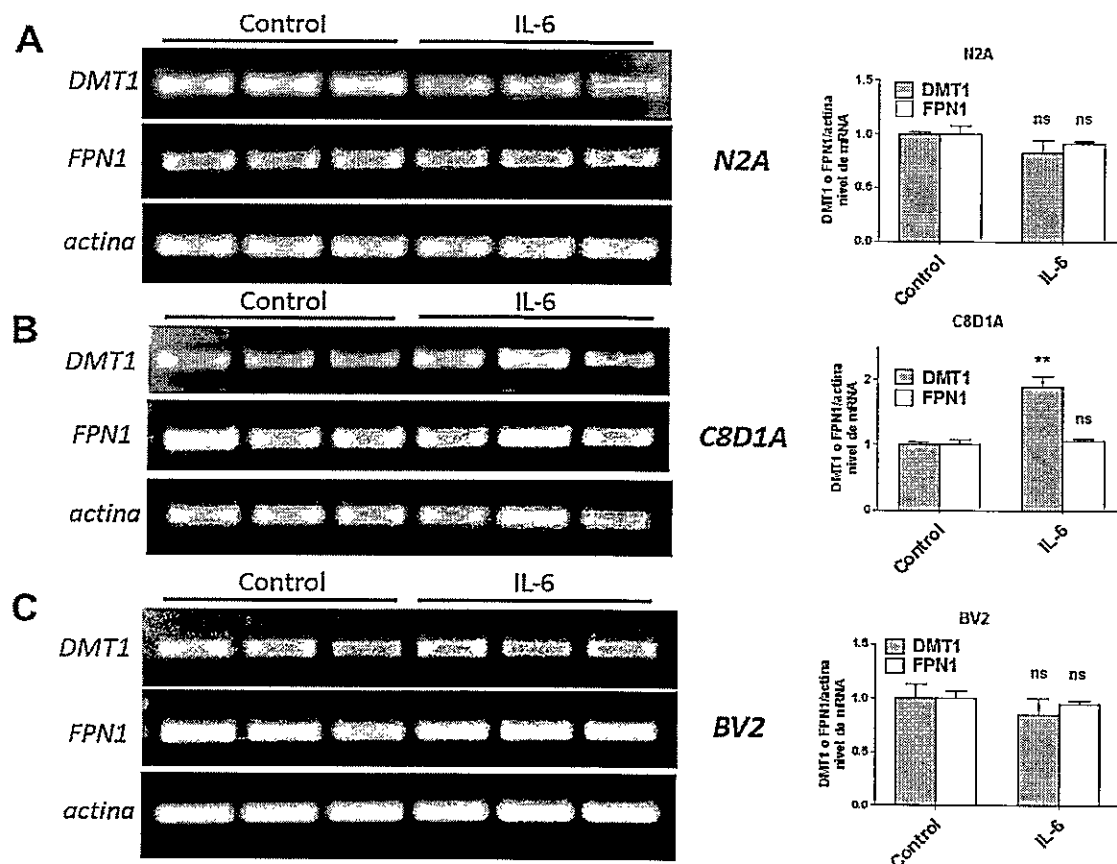 A
Control IL-6
DMT1
FPN1
actina
N2A
N2A
DMT1
FPN1
ns ns
DMT1 o FPN1/actina
nivel de mRNA
1.5
1.0
0.5
0.0
Control
IL-6
B
Control IL-6
DMT1
FPN1
actina
C8D1A
C8D1A
DMT1
FPN1
**
ns
DMT1 o FPN1/actina
nivel de mRNA
2
1
0
Control
IL-6
C
Control IL-6
DMT1
FPN1
actina
BV2
BV2
DMT1
FPN1
ns ns
DMT1 o FPN1/actina
nivel de mRNA
1.5
1.0
0.5
0.0
Control
IL-6